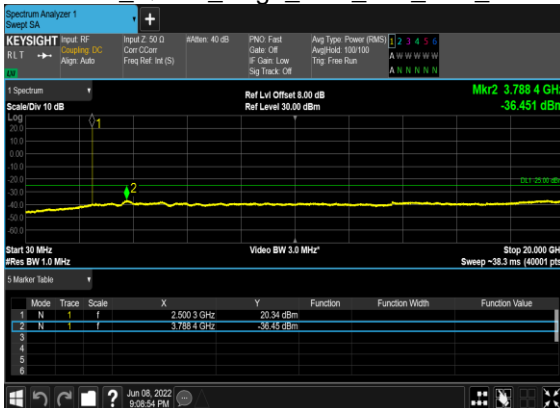 Spectrum Analyzer 1
Swept SA
KEYSIGHT Input: RF Input Z: 50 Ω #Atten: 40 dB PNO: Fast Avg Type: Power (RMS) 1 2 3 4 5 6
RLT Coupling: DC Corr CCorr Gate: Off Avg|Hold: 100/100 A W W W W W
Align: Auto Freq Ref: Int (S) IF Gain: Low Trig: Free Run
Sig Track: Off A N N N N N
1 Spectrum Ref Lvl Offset 8.00 dB Mkr2 3.788 4 GHz
Scale/Div 10 dB Ref Level 30.00 dBm -36.451 dBm
Log
20.0
10.0
0.00
-10.0
-20.0
-30.0
-40.0
-50.0
-60.0
1
2
DL1 -25.00 dBm
Start 30 MHz Video BW 3.0 MHz* Stop 20.000 GHz
#Res BW 1.0 MHz Sweep ~38.3 ms (40001 pts)
5 Marker Table
Mode Trace Scale X Y Function Function Width Function Value
1 N 1 f 2.500 3 GHz 20.34 dBm
2 N 1 f 3.788 4 GHz -36.45 dBm
3
4
5
6
? Jun 08, 2022
9:08:54 PM